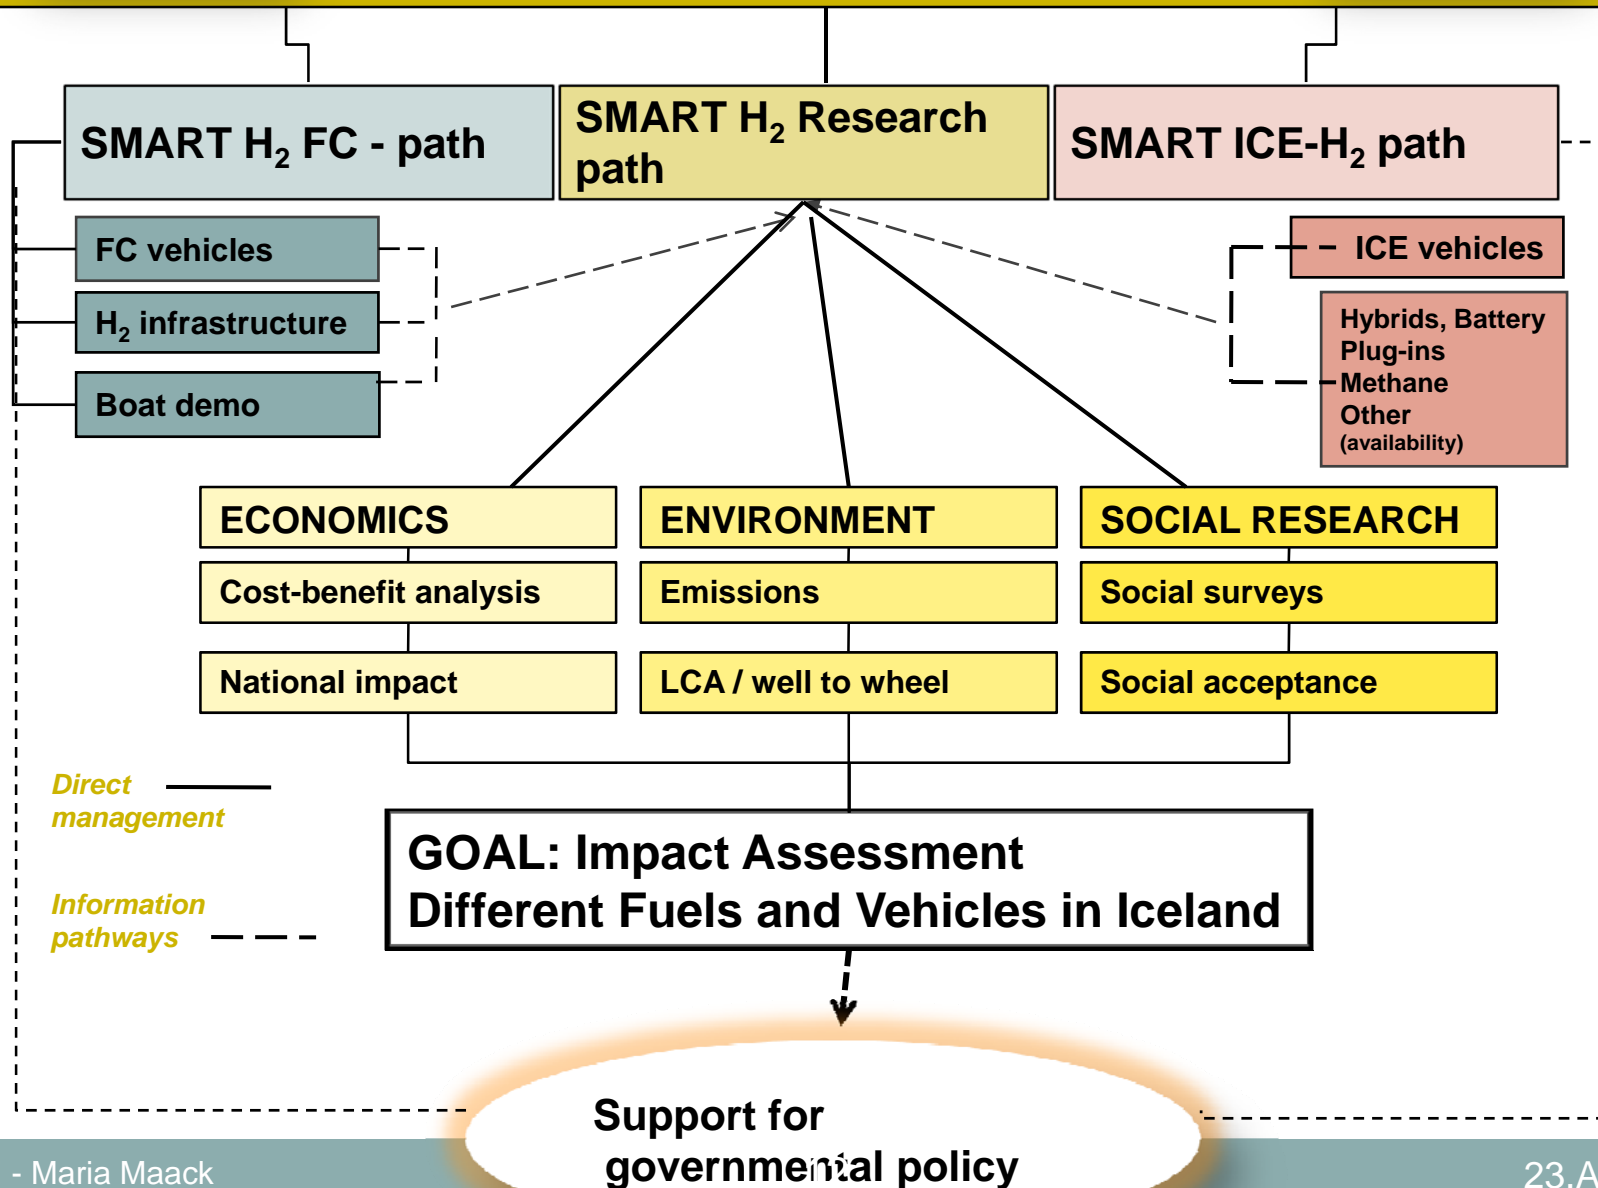 SMART H₂ FC - path
SMART H₂ Research
path
SMART ICE-H₂ path
FC vehicles
H₂ infrastructure
Boat demo
ICE vehicles
Hybrids, Battery
Plug-ins
Methane
Other
(availability)
ECONOMICS
Cost-benefit analysis
National impact
ENVIRONMENT
Emissions
LCA / well to wheel
SOCIAL RESEARCH
Social surveys
Social acceptance
Direct
management
Information
pathways
GOAL: Impact Assessment
Different Fuels and Vehicles in Iceland
Support for
governmental policy
- Maria Maack
23.A